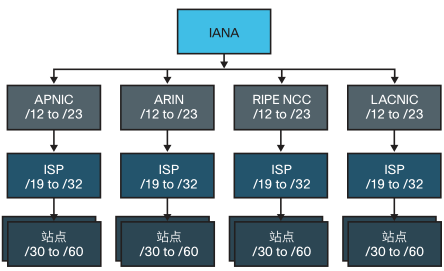 IANA
APNIC
/12 to /23
ARIN
/12 to /23
RIPE NCC
/12 to /23
LACNIC
/12 to /23
ISP
/19 to /32
ISP
/19 to /32
ISP
/19 to /32
ISP
/19 to /32
站点
/30 to /60
站点
/30 to /60
站点
/30 to /60
站点
/30 to /60